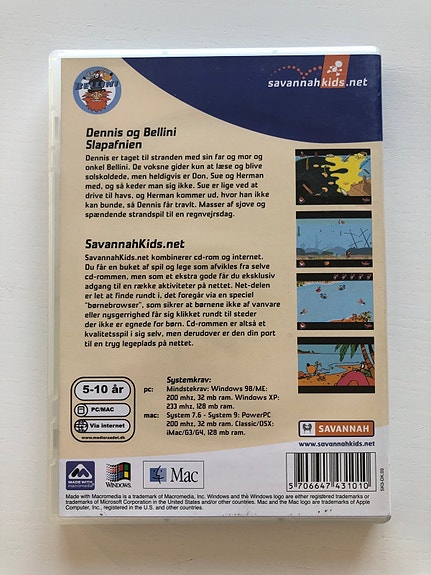 BELLINI
savannahkids.net
Dennis og Bellini
Slapafnien
Dennis er taget til stranden med sin far og mor og
onkel Bellini. De voksne gider kun at læse og blive
solskoldede, men heldigvis er Don, Sue og Herman
med, og så keder man sig ikke. Sue er lige ved at
drive til havs, og Herman kommer ud, hvor han ikke
kan bunde, så Dennis får travlt. Masser af sjove og
spændende strandspil til en regnvejrsdag.
SavannahKids.net
SavannahKids.net kombinerer cd-rom og internet.
Du får en buket af spil og lege som afvikles fra selve
cd-rommen, men som et ekstra gode får du eksklusiv
adgang til en række aktiviteter på nettet. Net-delen
er let at finde rundt i, det foregår via en speciel
"børnebrowser", som sikrer at børnene ikke af vanvare
eller nysgerrighed får sig klikket rundt til steder
der ikke er egnede for børn. Cd-rommen er altså et
kvalitetsspil i sig selv, men derudover er den din port
til en tryg legeplads på nettet.
5-10 år
PC/MAC
Via internet
www.medieraadet.dk
Systemkrav:
pc: Mindstekrav: Windows 98/ME:
200 mhz, 32 mb ram. Windows XP:
233 mhz, 128 mb ram.
mac: System 7.6 - System 9: PowerPC
200 mhz, 32 mb ram. Classic/OSX:
iMac/G3/G4, 128 mb ram.
SAVANNAH
www.savannahkids.net
MADE WITH
macromedia
WINDOWS
Mac
5 706647 431010
SKS-DK-05
Made with Macromedia is a trademark of Macromedia, Inc. Windows and the Windows logo are either registered trademarks or
trademarks of Microsoft Corporation in the United States and/or other countries. Mac and the Mac logo are trademarks of Apple
Computer, Inc., registered in the U.S. and other countries.